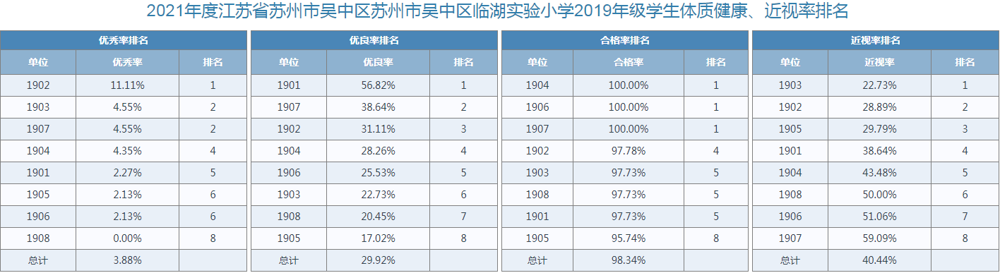 2021年度江苏省苏州市吴中区苏州市吴中区临湖实验小学2019年级学生体质健康、近视率排名
优秀率排名 优良率排名 合格率排名 近视率排名
单位 优秀率 排名 单位 优良率 排名 单位 合格率 排名 单位 近视率 排名
1902 11.11% 1 1901 56.82% 1 1904 100.00% 1 1903 22.73% 1
1903 4.55% 2 1907 38.64% 2 1906 100.00% 1 1902 28.89% 2
1907 4.55% 2 1902 31.11% 3 1907 100.00% 1 1905 29.79% 3
1904 4.35% 4 1904 28.26% 4 1902 97.78% 4 1901 38.64% 4
1901 2.27% 5 1906 25.53% 5 1903 97.73% 5 1904 43.48% 5
1905 2.13% 6 1903 22.73% 6 1908 97.73% 5 1908 50.00% 6
1906 2.13% 6 1908 20.45% 7 1901 97.73% 5 1906 51.06% 7
1908 0.00% 8 1905 17.02% 8 1905 95.74% 8 1907 59.09% 8
总计 3.88% 总计 29.92% 总计 98.34% 总计 40.44%